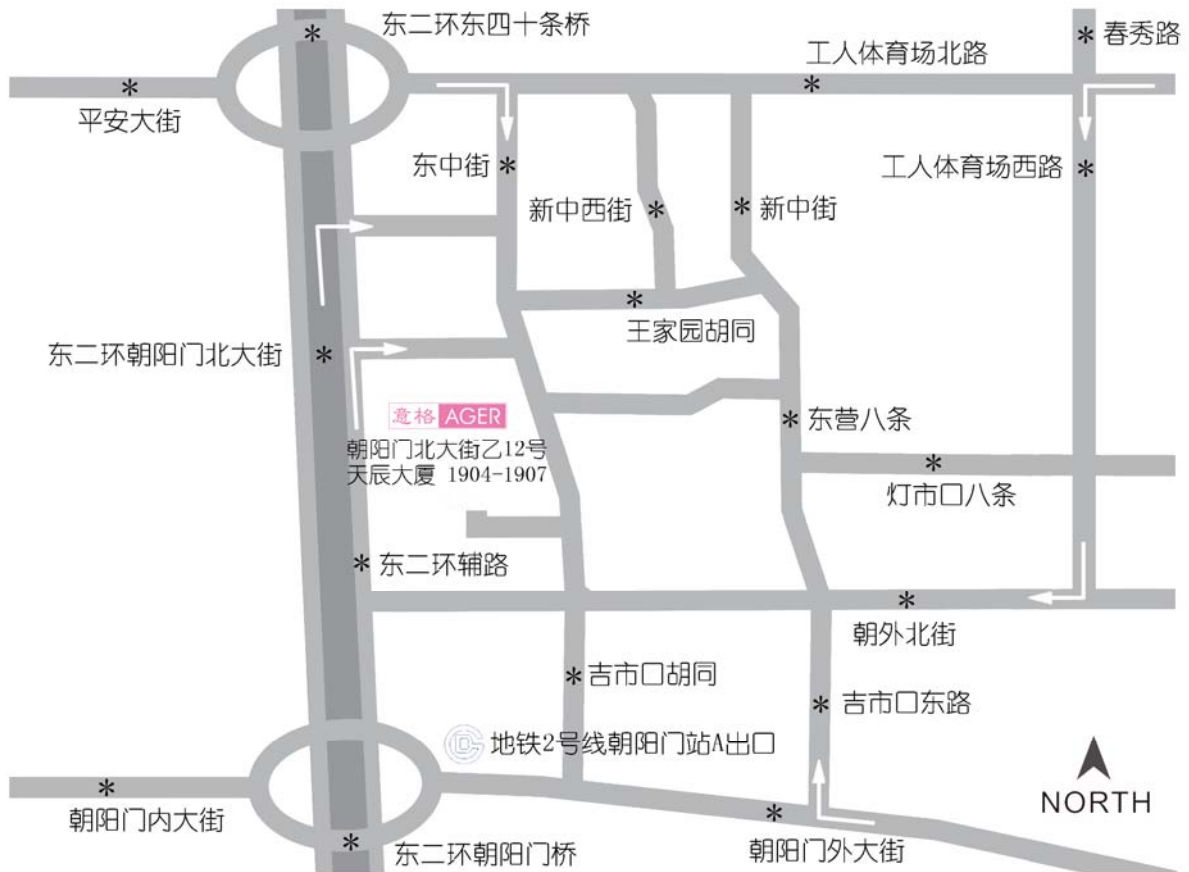 东二环东四十条桥
春秀路
工人体育场北路
平安大街
东中街
工人体育场西路
新中西街
新中街
王家园胡同
东二环朝阳门北大街
意格 AGER
东营八条
朝阳门北大街乙12号
天辰大厦 1904-1907
灯市口八条
东二环辅路
朝外北街
吉市口胡同
吉市口东路
地铁2号线朝阳门站A出口
NORTH
朝阳门内大街
东二环朝阳门桥
朝阳门外大街